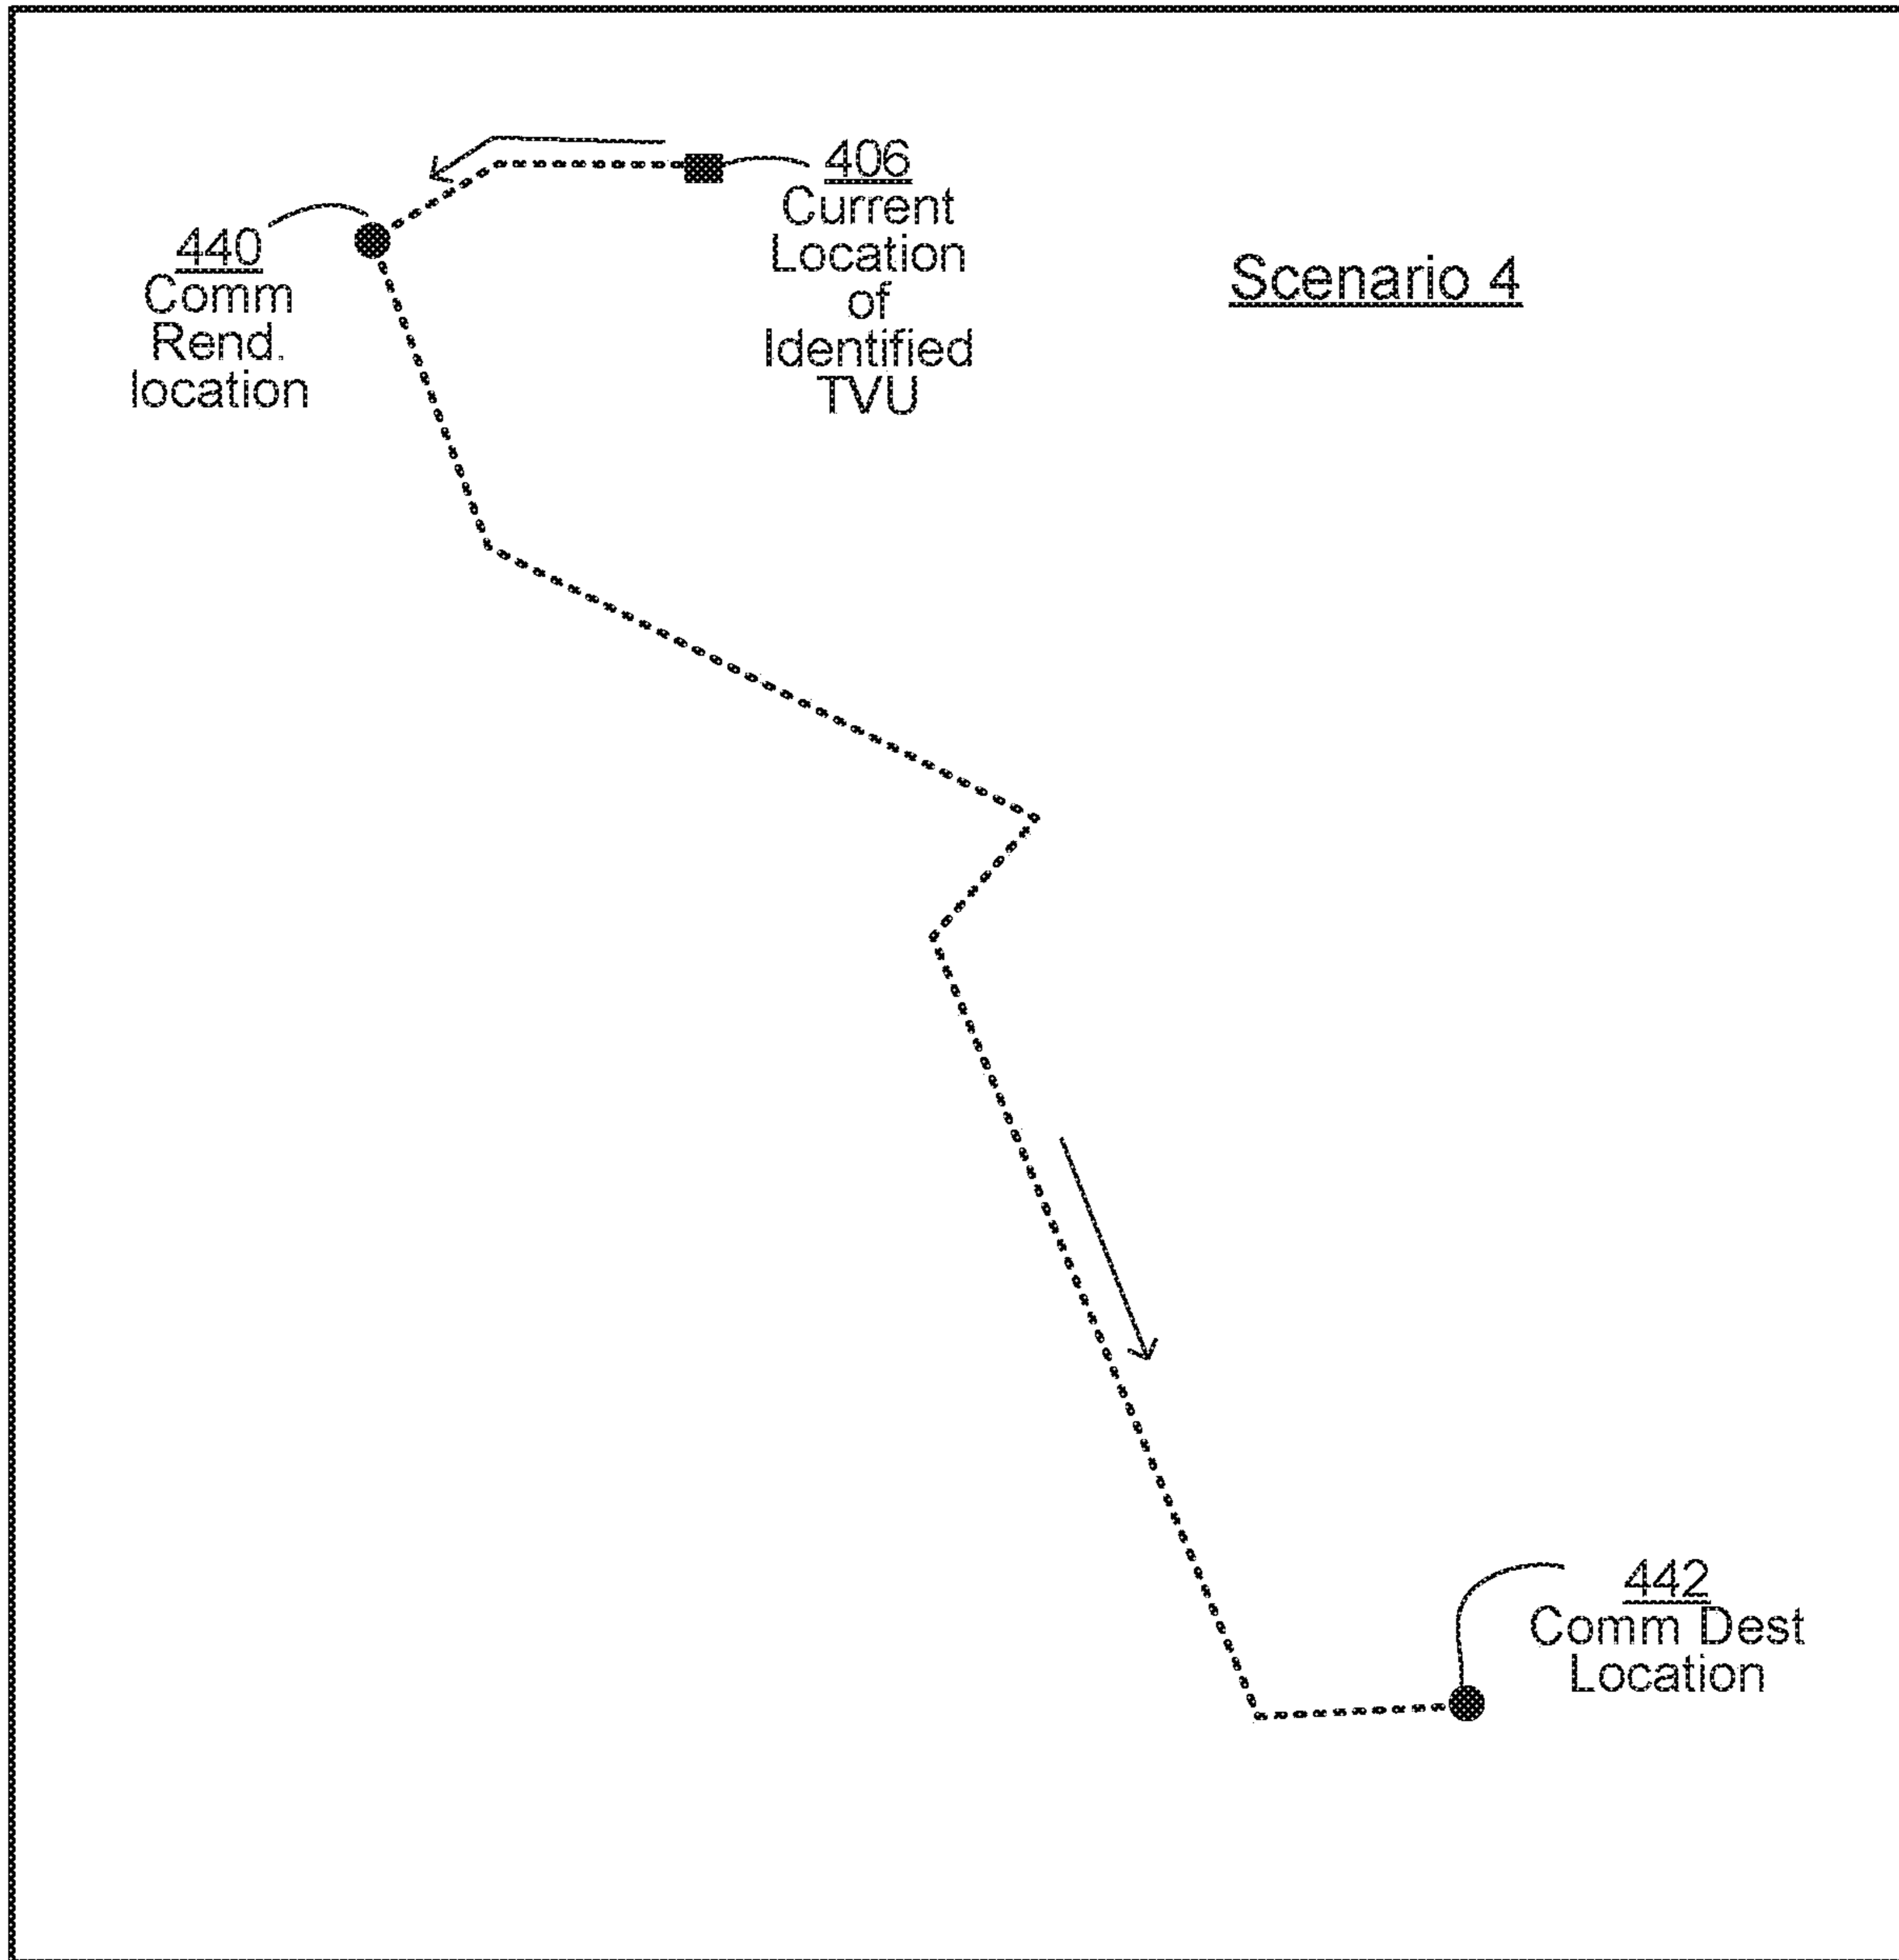 406
Current
Location
of
Identified
TVU
440
Comm
Rend.
location
Scenario 4
442
Comm Dest
Location